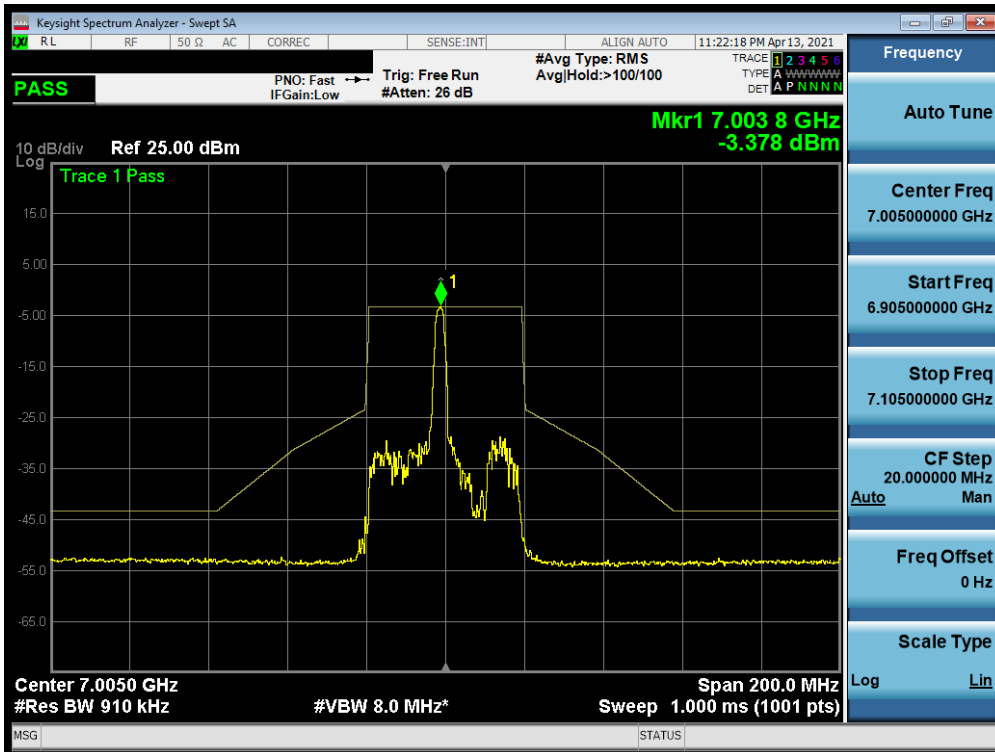 Keysight Spectrum Analyzer - Swept SA
LXI RL RF 50 Ω AC CORREC SENSE:INT ALIGN AUTO 11:22:18 PM Apr 13, 2021
PASS
PNO: Fast
IFGain:Low
Trig: Free Run
#Atten: 26 dB
#Avg Type: RMS
Avg|Hold:>100/100
TRACE 1 2 3 4 5 6
TYPE A WWWWW
DET A P N N N N
Mkr1 7.003 8 GHz
-3.378 dBm
10 dB/div Ref 25.00 dBm
Log
Trace 1 Pass
15.0
5.00
1
-5.00
-15.0
-25.0
-35.0
-45.0
-55.0
-65.0
Center 7.0050 GHz Span 200.0 MHz
#Res BW 910 kHz #VBW 8.0 MHz* Sweep 1.000 ms (1001 pts)
MSG STATUS
Frequency
Auto Tune
Center Freq
7.005000000 GHz
Start Freq
6.905000000 GHz
Stop Freq
7.105000000 GHz
CF Step
20.000000 MHz
Auto Man
Freq Offset
0 Hz
Scale Type
Log Lin